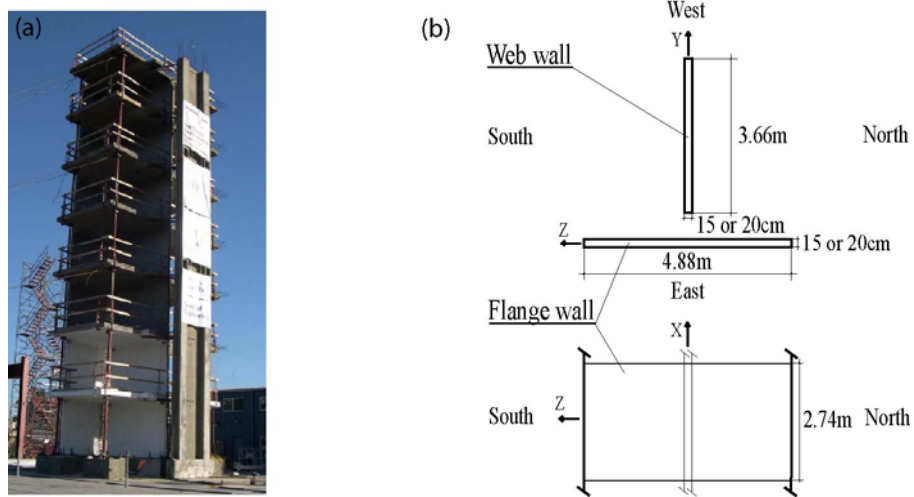 (a)
(b)
West
Y
Web wall
South
3.66m
North
15 or 20cm
Z
15 or 20cm
4.88m
East
Flange wall
X
South
Z
2.74m
North